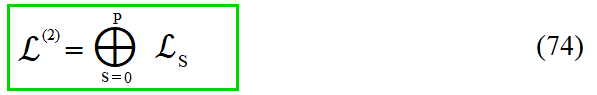 ℒ⁽²⁾ = ⨁_{S=0}^{P} ℒ_S (74)